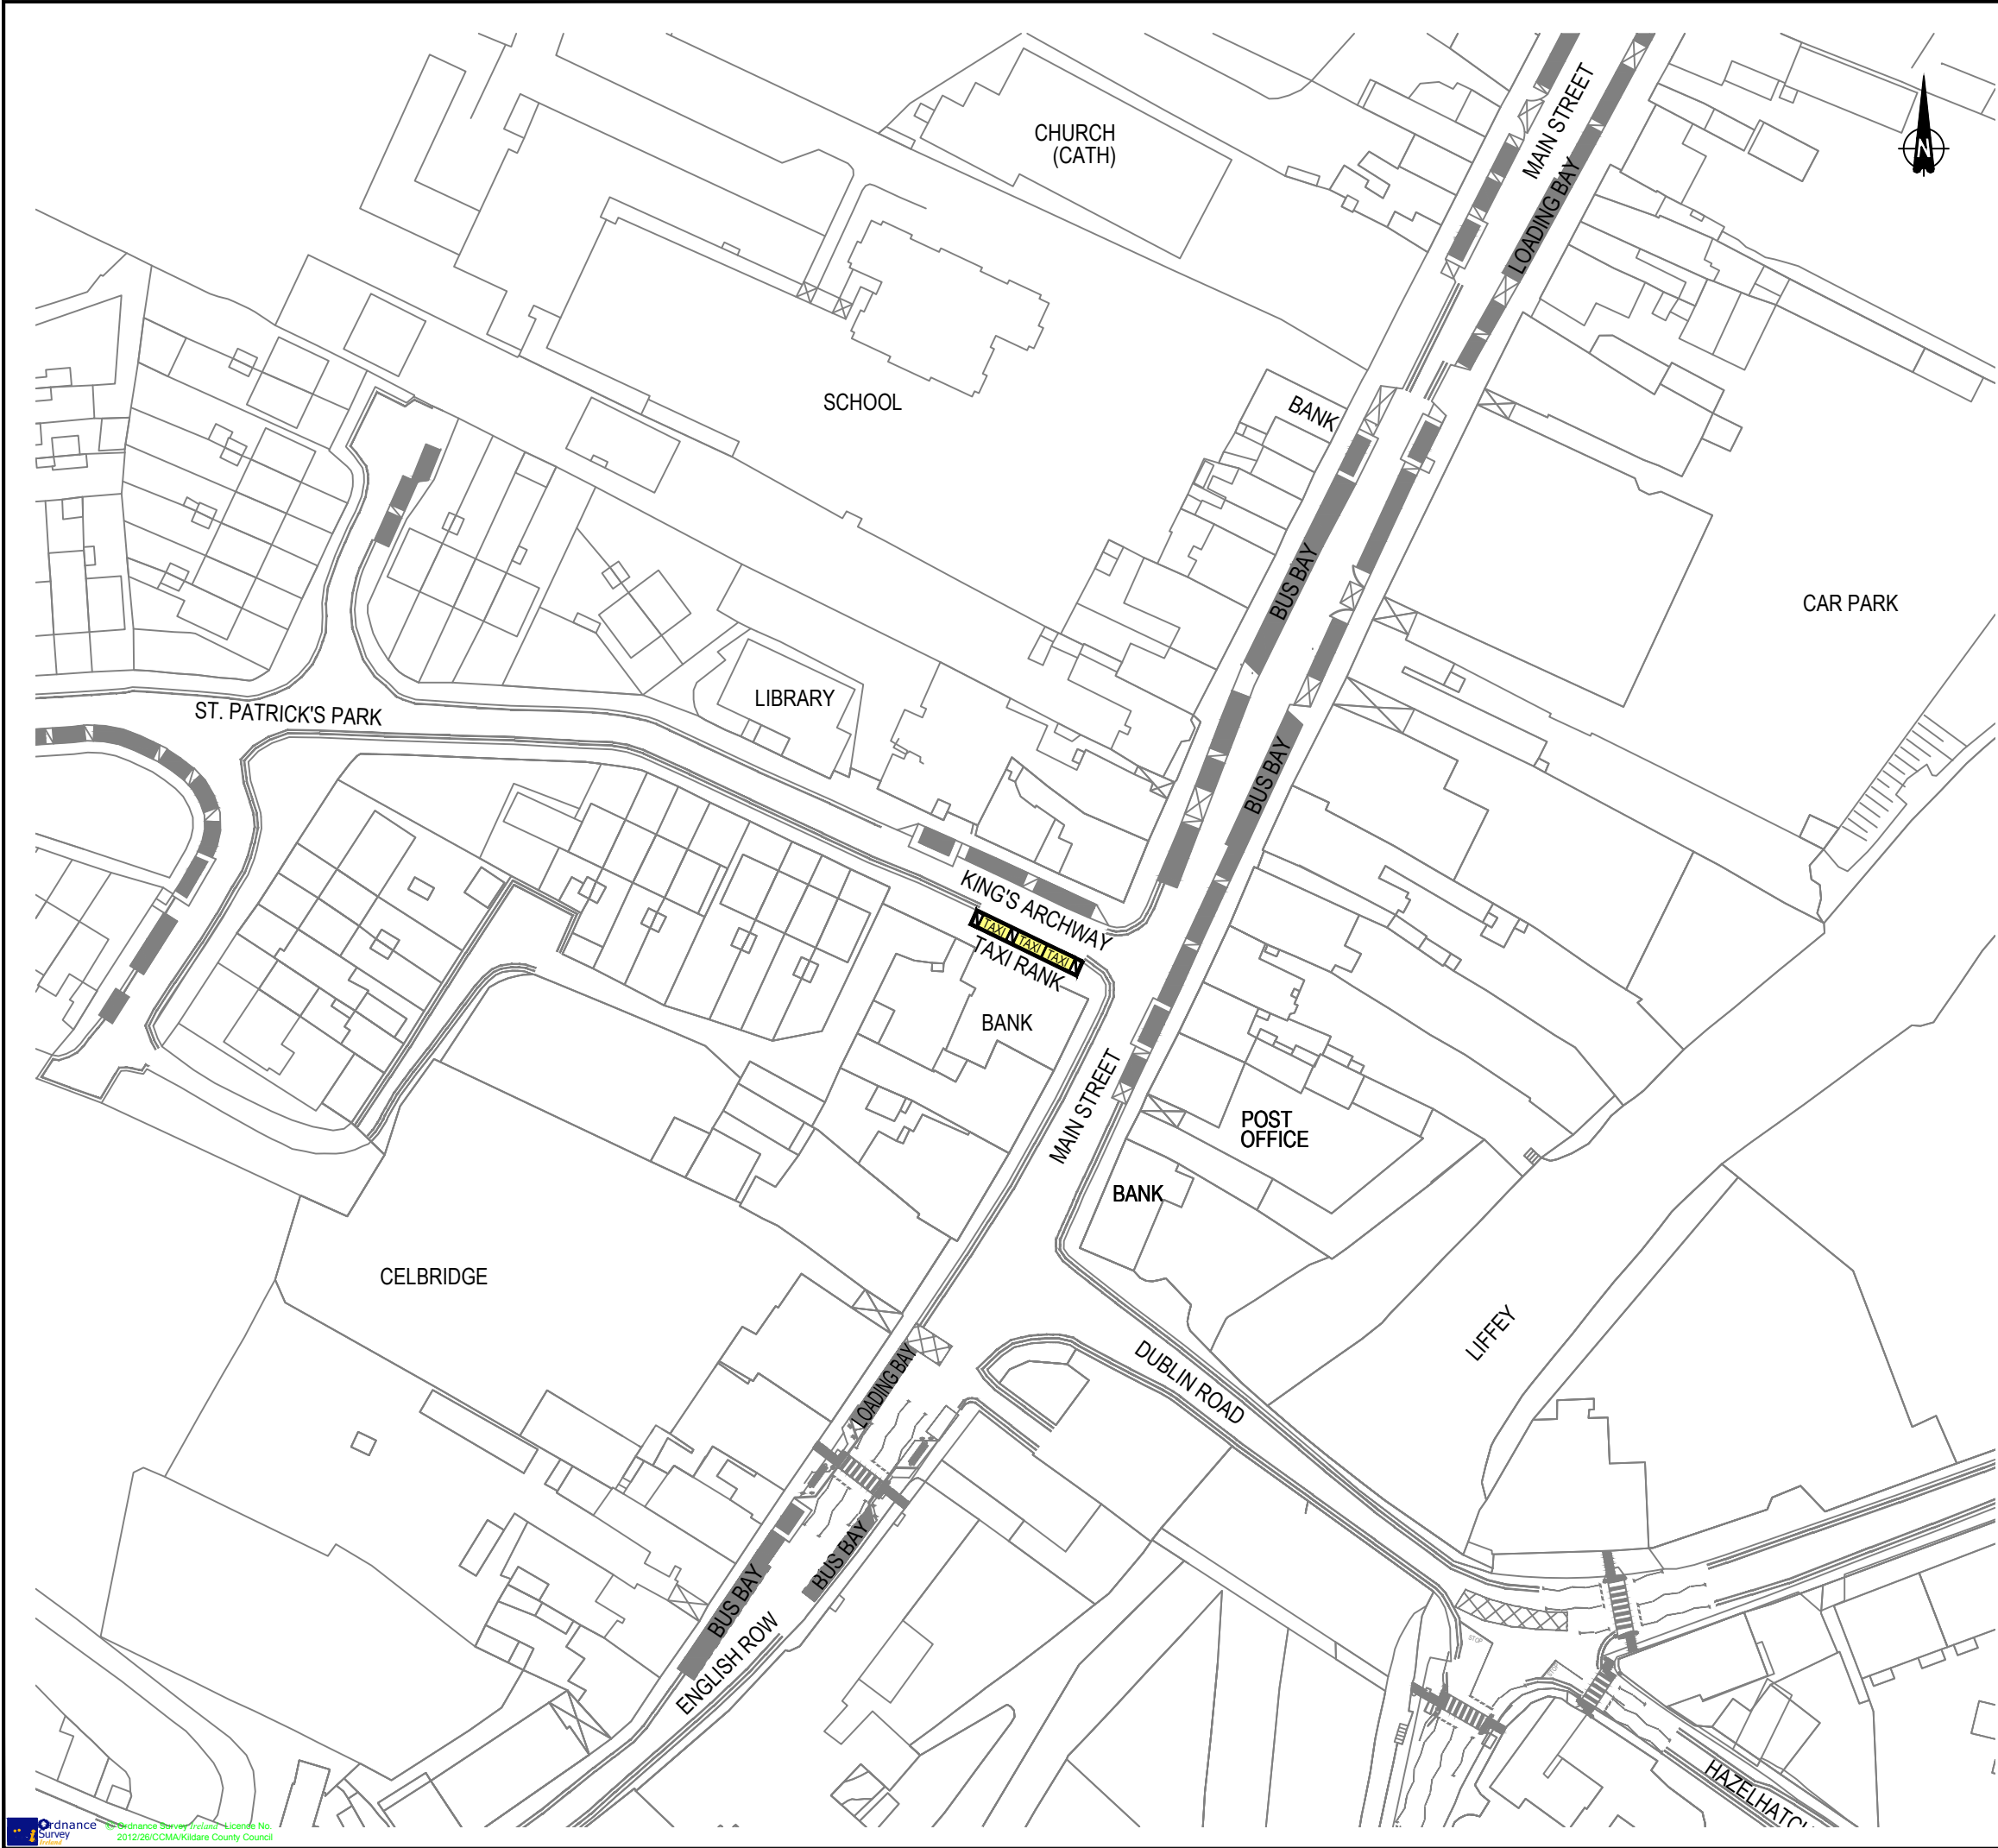 MAIN STREET
N
CHURCH
(CATH)
LOADING BAY
SCHOOL
BANK
BUS BAY
CAR PARK
LIBRARY
ST. PATRICK'S PARK
BUS BAY
KING'S ARCHWAY
TAXI TAXI TAXI
TAXI RANK
BANK
MAIN STREET
POST
OFFICE
BANK
CELBRIDGE
LIFFEY
DUBLIN ROAD
LOADING BAY
BUS BAY
BUS BAY
ENGLISH ROW
STOP
HAZELHATCH
Ordnance
Survey
Ireland
© Ordnance Survey Ireland Licence No.
2012/26/CCMA/Kildare County Council